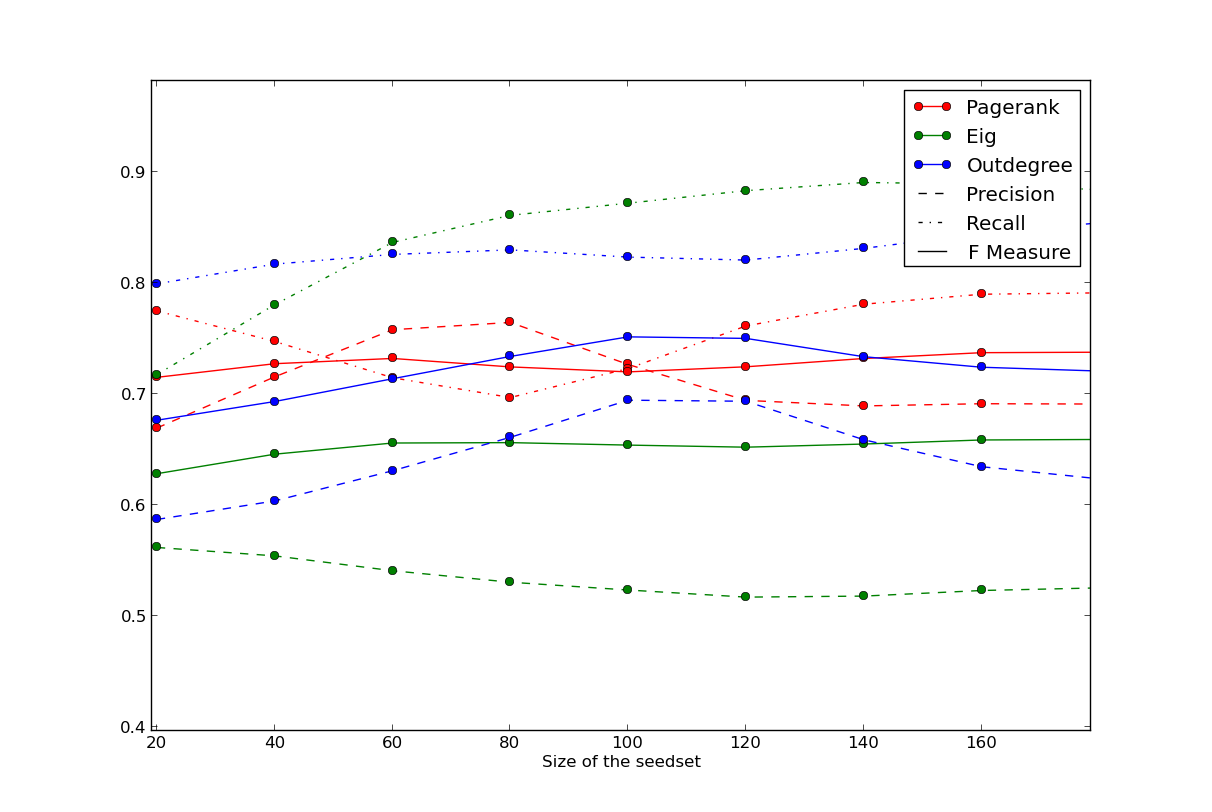 Pagerank
Eig
Outdegree
Precision
Recall
F Measure
0.9
0.8
0.7
0.6
0.5
0.4
20 40 60 80 100 120 140 160
Size of the seedset